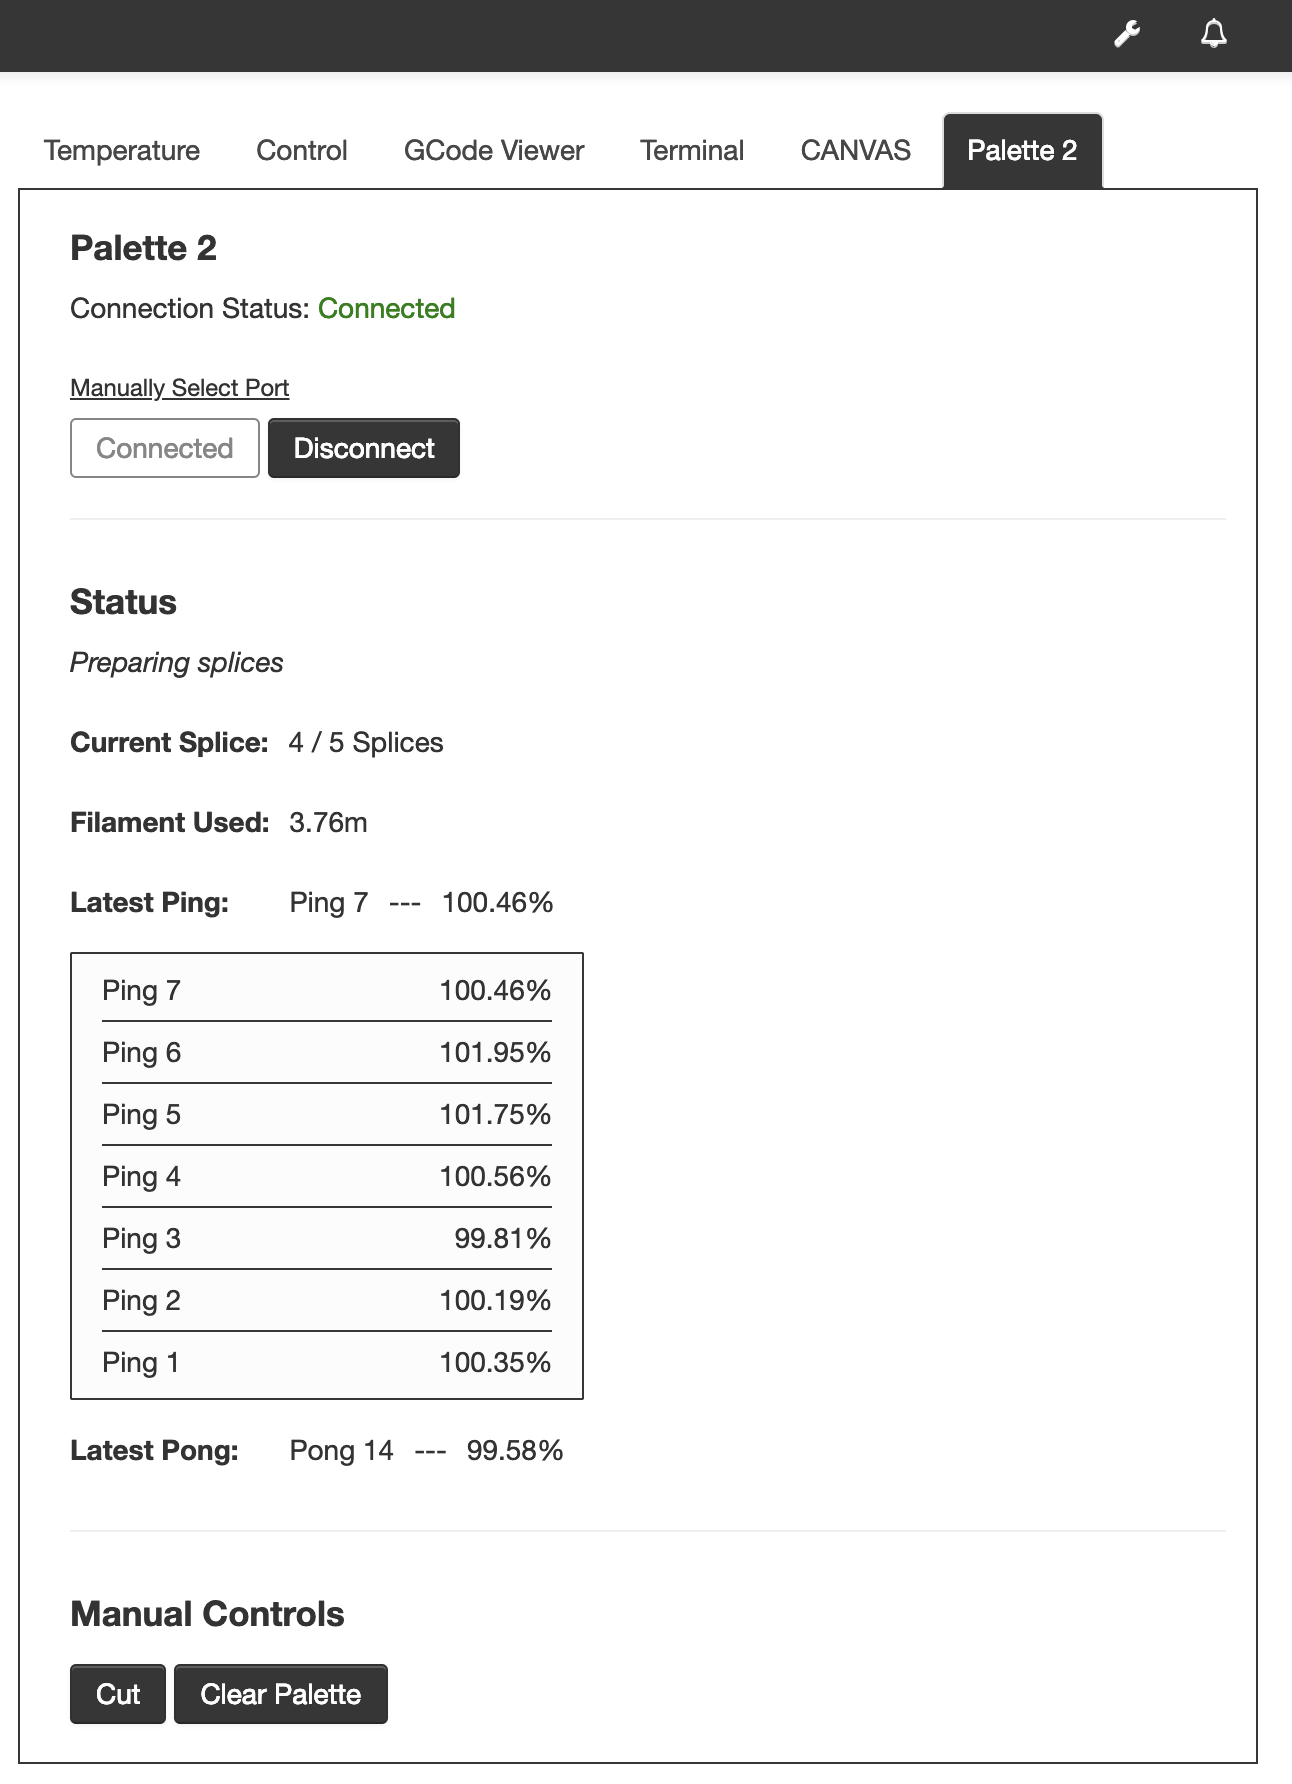 Temperature Control GCode Viewer Terminal CANVAS Palette 2
Palette 2
Connection Status: Connected
Manually Select Port
Connected Disconnect
Status
Preparing splices
Current Splice: 4 / 5 Splices
Filament Used: 3.76m
Latest Ping: Ping 7 --- 100.46%
Ping 7 100.46%
Ping 6 101.95%
Ping 5 101.75%
Ping 4 100.56%
Ping 3 99.81%
Ping 2 100.19%
Ping 1 100.35%
Latest Pong: Pong 14 --- 99.58%
Manual Controls
Cut Clear Palette